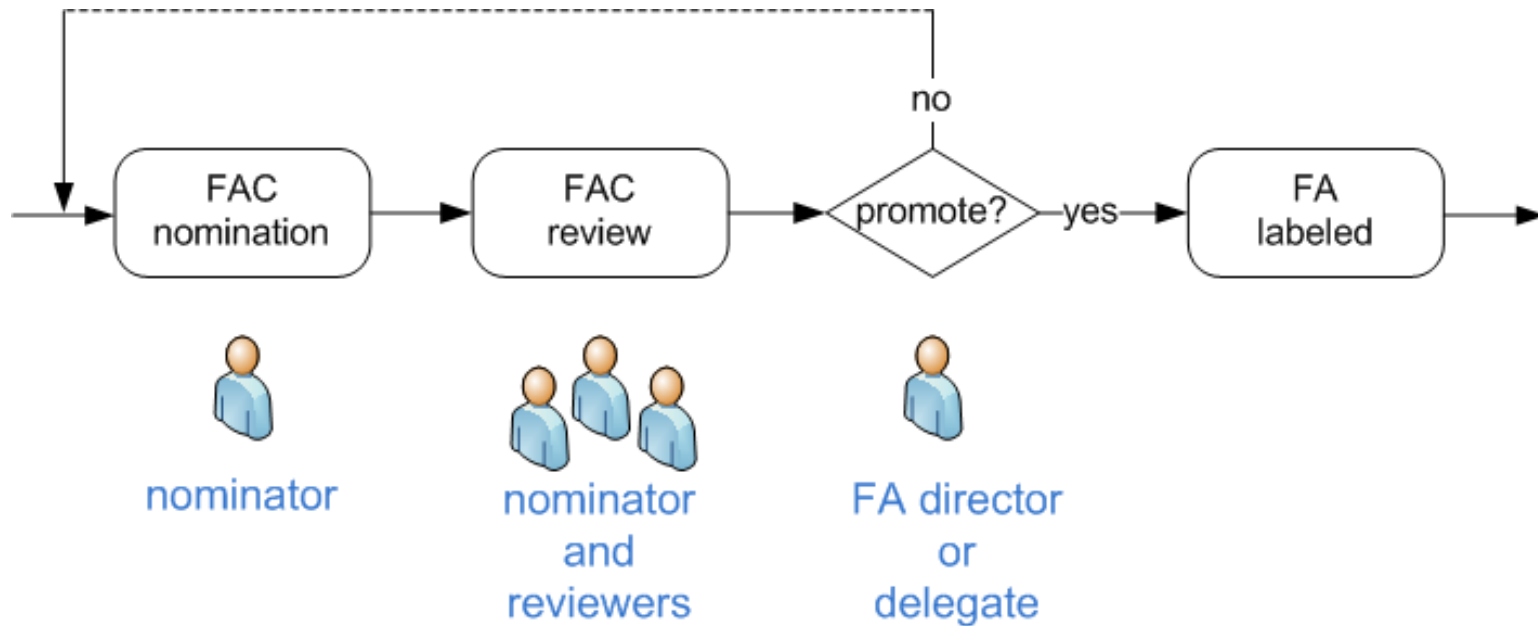 no
FAC
nomination
FAC
review
promote?
yes
FA
labeled
nominator
nominator
and
reviewers
FA director
or
delegate